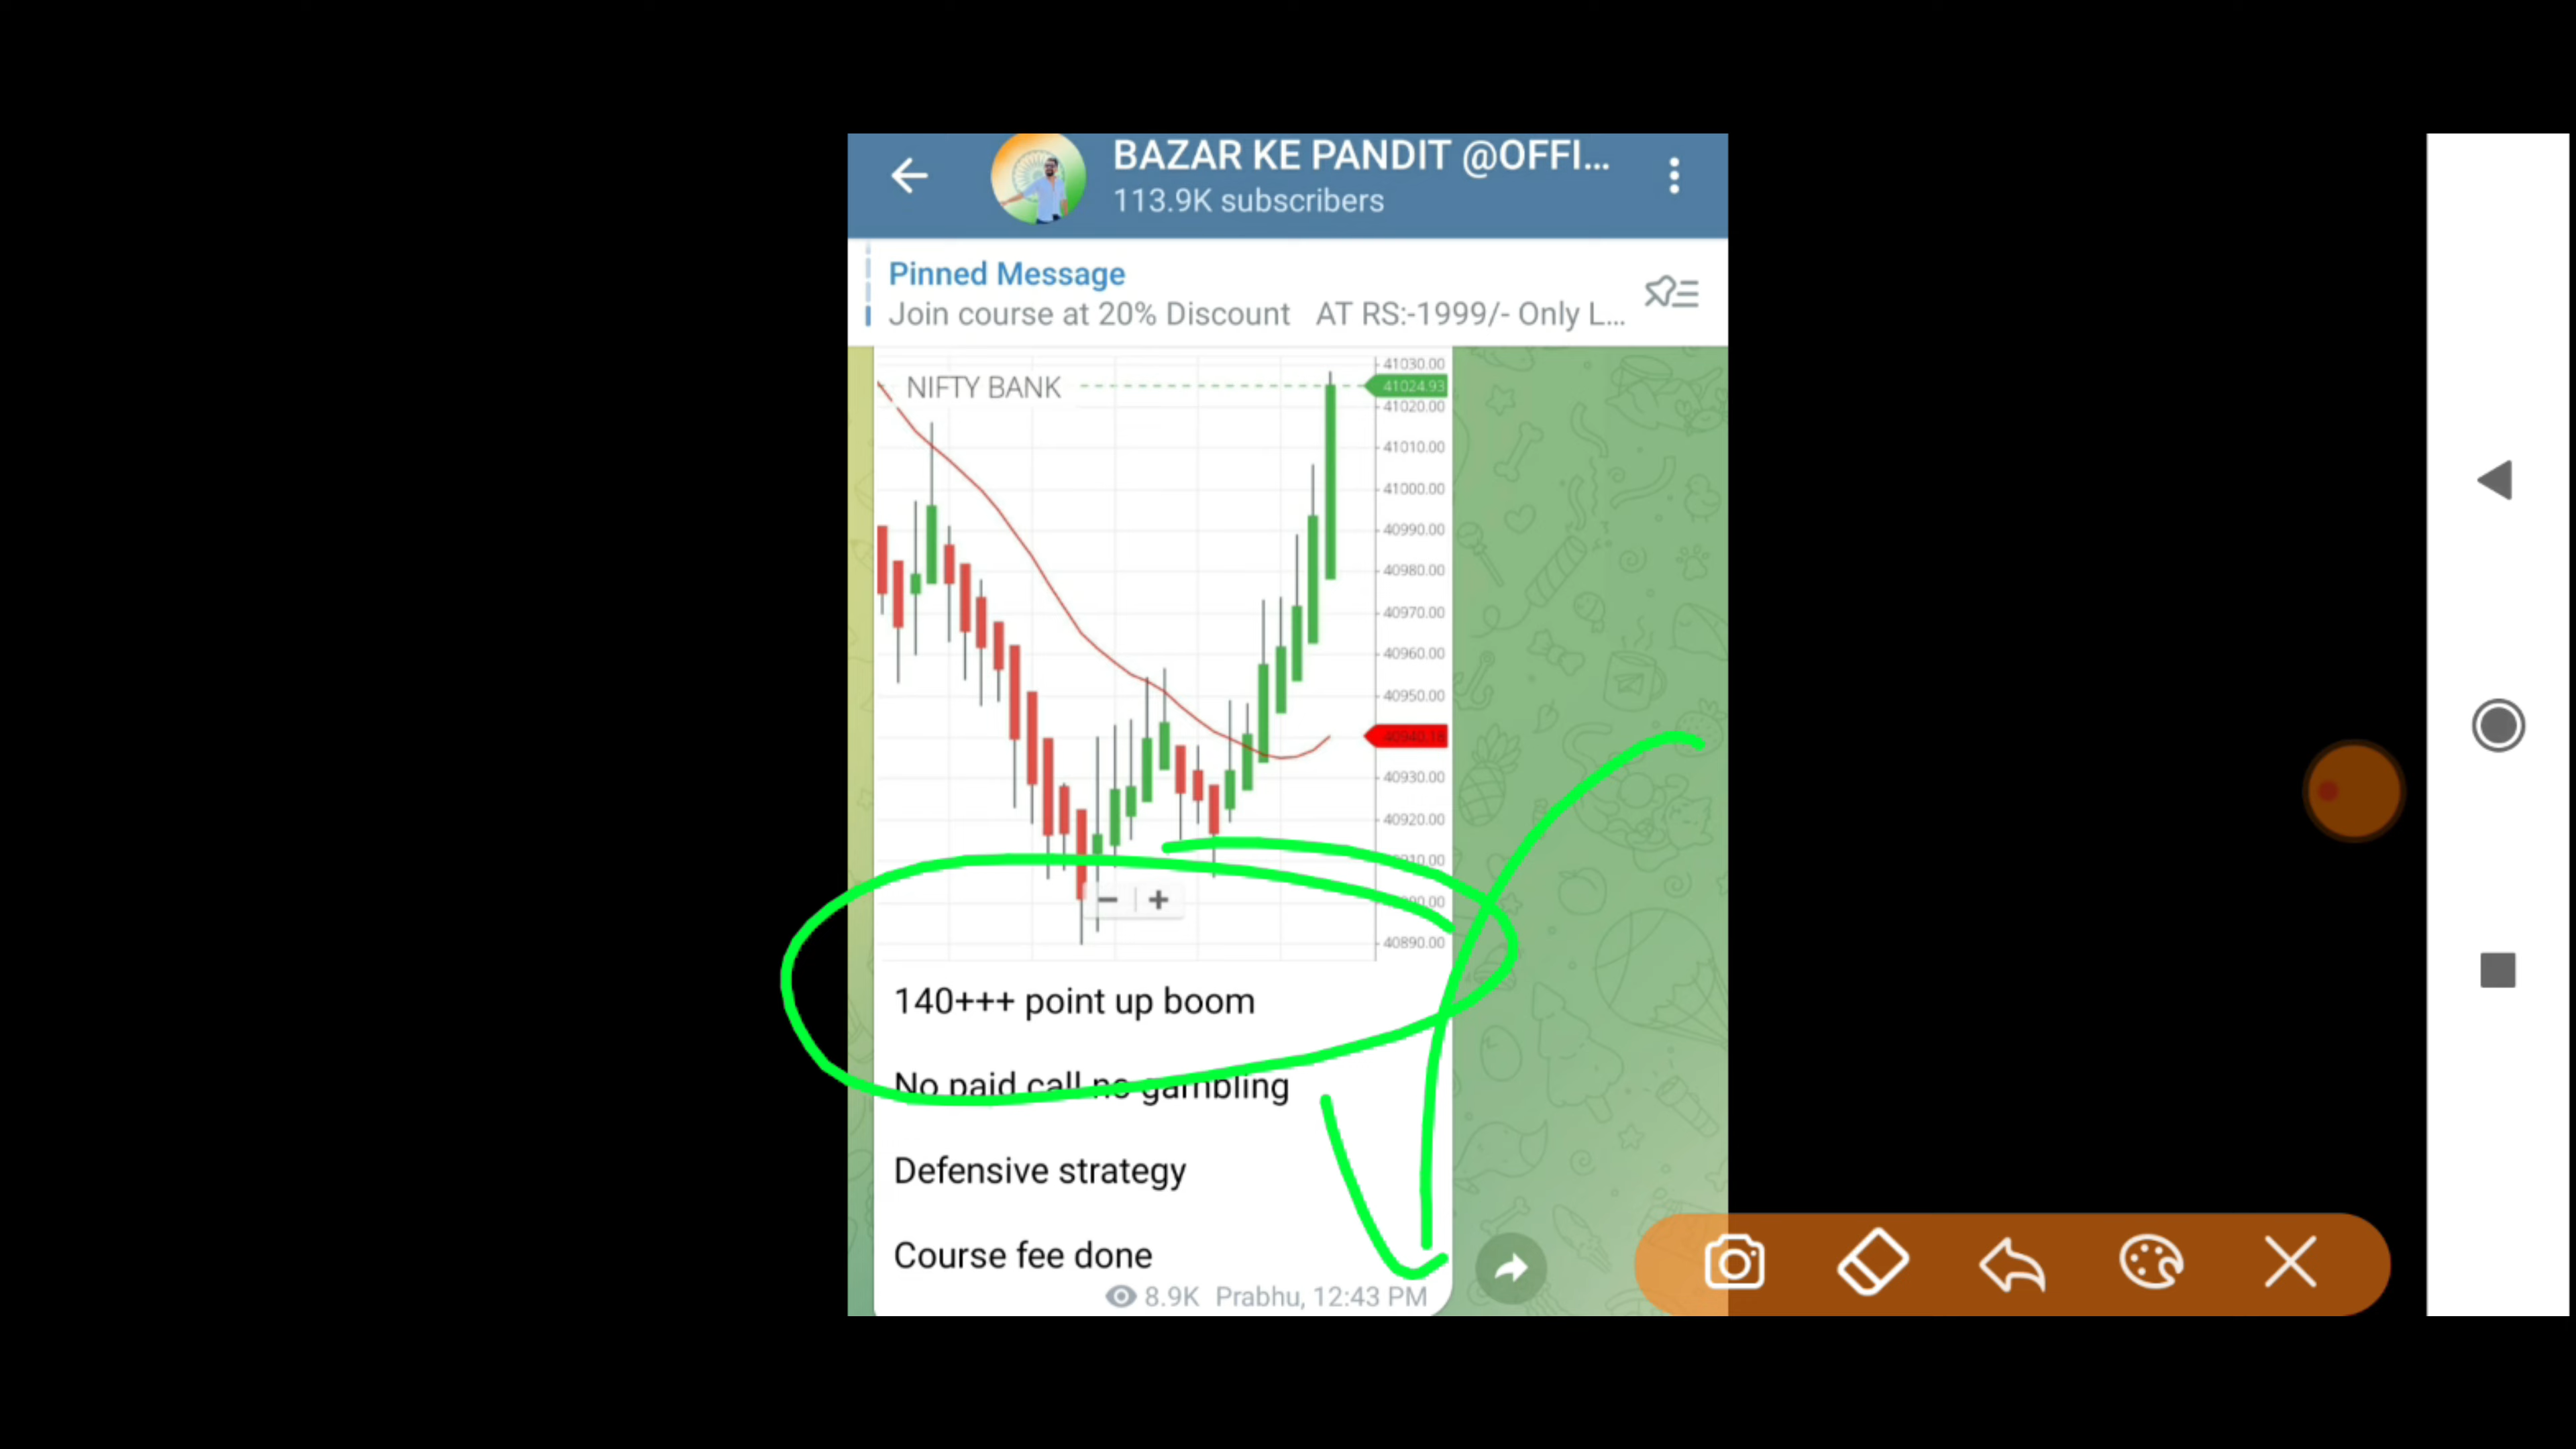 BAZAR KE PANDIT @OFFI...
113.9K subscribers
Pinned Message
Join course at 20% Discount AT RS:-1999/- Only L...
NIFTY BANK
41030.00
41024.93
41020.00
41010.00
41000.00
40990.00
40980.00
40970.00
40960.00
40950.00
40940.18
40930.00
40920.00
40890.00
140+++ point up boom
No paid call no gambling
Defensive strategy
Course fee done
8.9K Prabhu, 12:43 PM